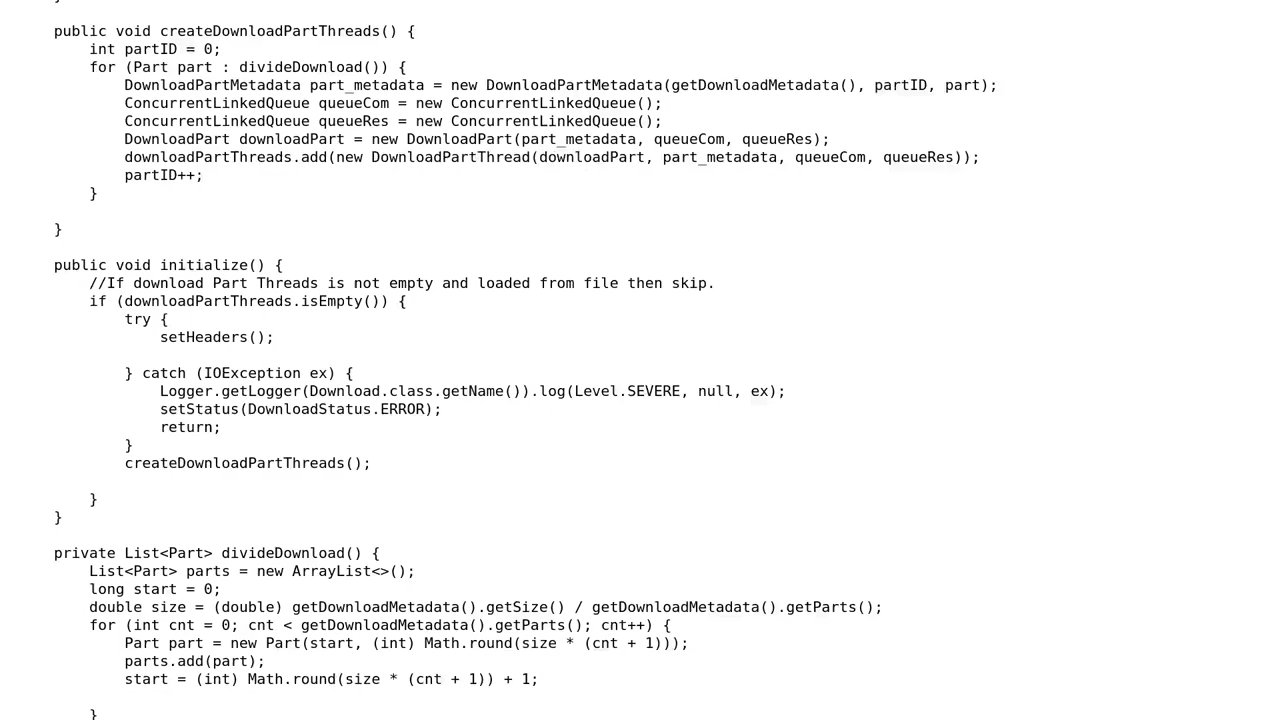 }
public void createDownloadPartThreads() {
int partID = 0;
for (Part part : divideDownload()) {
DownloadPartMetadata part_metadata = new DownloadPartMetadata(getDownloadMetadata(), partID, part);
ConcurrentLinkedQueue queueCom = new ConcurrentLinkedQueue();
ConcurrentLinkedQueue queueRes = new ConcurrentLinkedQueue();
DownloadPart downloadPart = new DownloadPart(part_metadata, queueCom, queueRes);
downloadPartThreads.add(new DownloadPartThread(downloadPart, part_metadata, queueCom, queueRes));
partID++;
}
}
public void initialize() {
//If download Part Threads is not empty and loaded from file then skip.
if (downloadPartThreads.isEmpty()) {
try {
setHeaders();
} catch (IOException ex) {
Logger.getLogger(Download.class.getName()).log(Level.SEVERE, null, ex);
setStatus(DownloadStatus.ERROR);
return;
}
createDownloadPartThreads();
}
}
private List<Part> divideDownload() {
List<Part> parts = new ArrayList<>();
long start = 0;
double size = (double) getDownloadMetadata().getSize() / getDownloadMetadata().getParts();
for (int cnt = 0; cnt < getDownloadMetadata().getParts(); cnt++) {
Part part = new Part(start, (int) Math.round(size * (cnt + 1)));
parts.add(part);
start = (int) Math.round(size * (cnt + 1)) + 1;
}